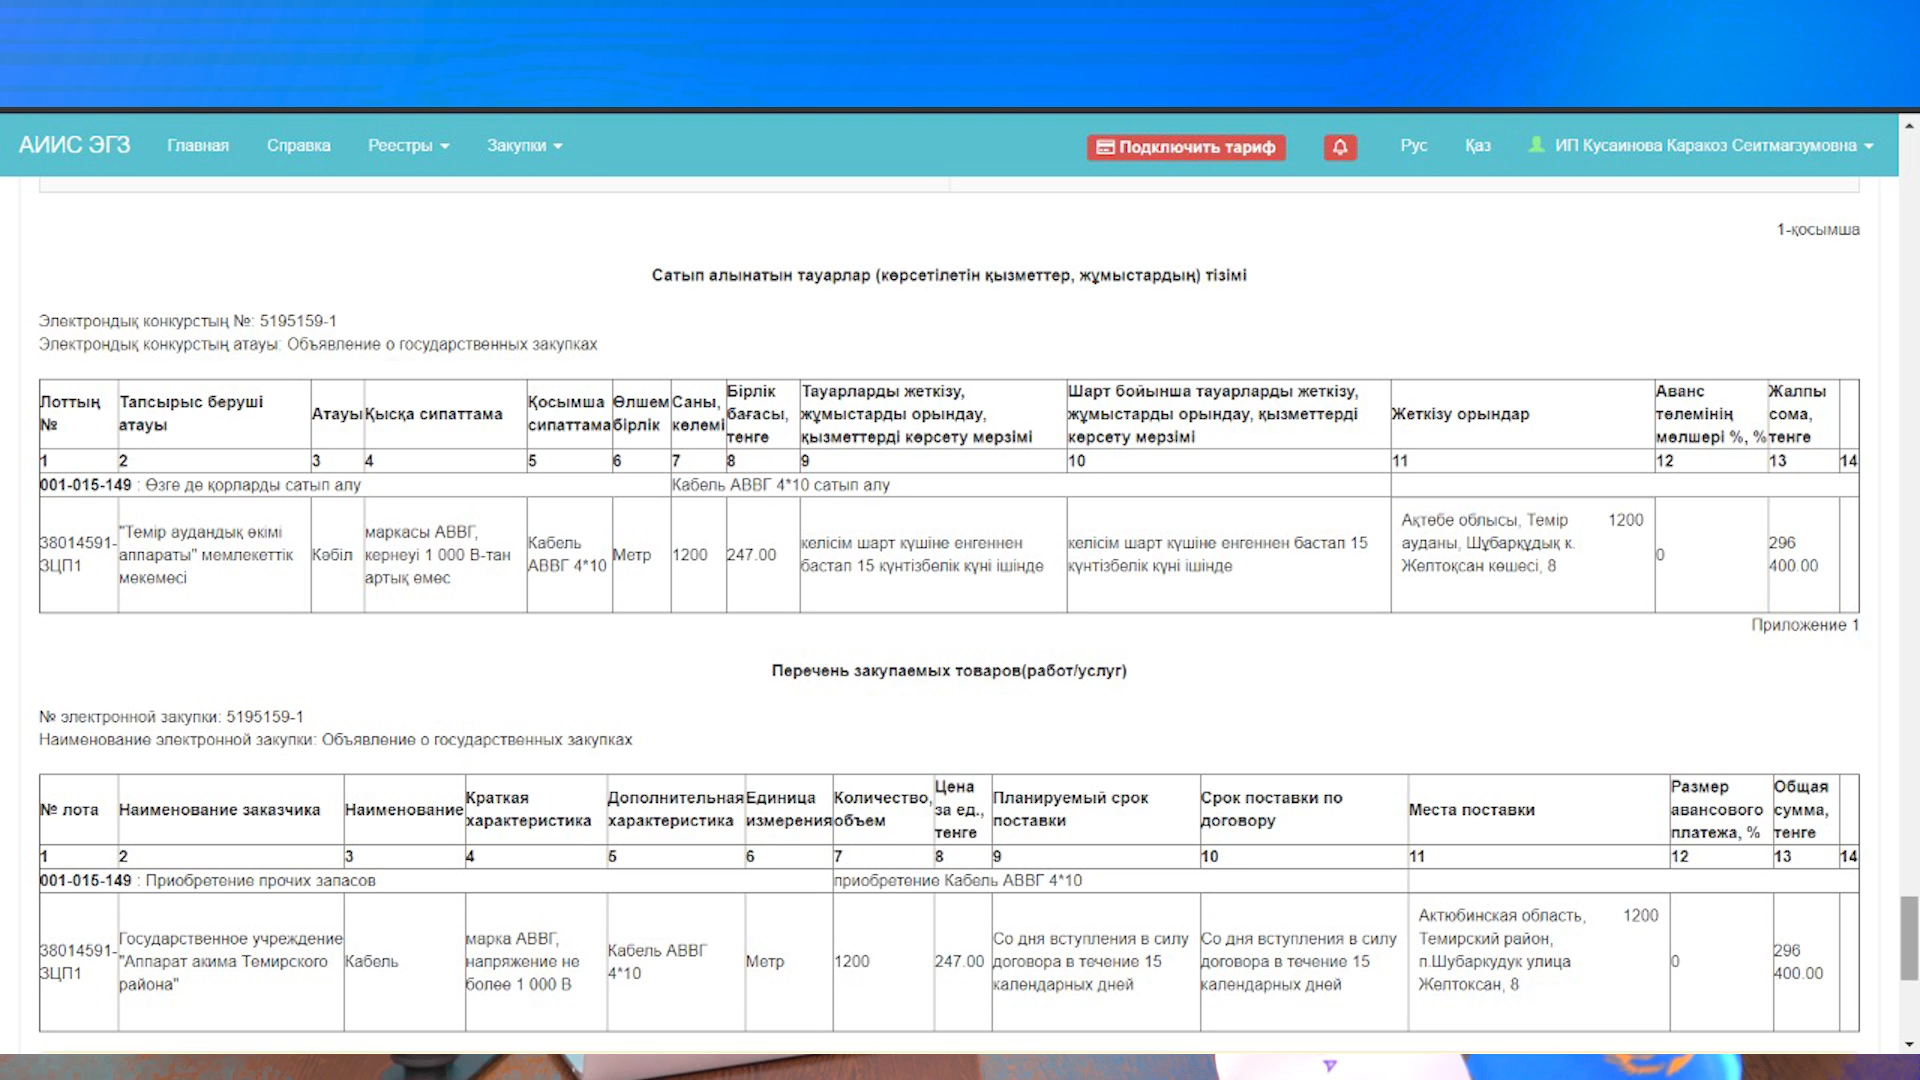 АИИС ЭГЗ Главная Справка Реестры Закупки Подключить тариф Рус Қаз ИП Кусаинова Каракоз Сеитмагзумовна
1-қосымша
Сатып алынатын тауарлар (көрсетілетін қызметтер, жұмыстардың) тізімі
Электрондық конкурстың №: 5195159-1
Электрондық конкурстың атауы: Объявление о государственных закупках
Лоттың №
Тапсырыс беруші атауы
Атауы
Қысқа сипаттама
Қосымша сипаттама
Өлшем бірлік
Саны, көлемі
Бірлік бағасы, теңге
Тауарларды жеткізу, жұмыстарды орындау, қызметтерді көрсету мерзімі
Шарт бойынша тауарларды жеткізу, жұмыстарды орындау, қызметтерді көрсету мерзімі
Жеткізу орындар
Аванс төлемінің мөлшері %, %
Жалпы сома, теңге
1 2 3 4 5 6 7 8 9 10 11 12 13 14
001-015-149 : Өзге де қорларды сатып алу Кабель АВВГ 4*10 сатып алу
38014591-ЗЦП1
"Темір аудандық әкімі аппараты" мемлекеттік мекемесі
Кәбіл
маркасы АВВГ, кернеуі 1 000 В-тан артық емес
Кабель АВВГ 4*10
Метр
1200
247.00
келісім шарт күшіне енгеннен бастап 15 күнтізбелік күні ішінде
келісім шарт күшіне енгеннен бастап 15 күнтізбелік күні ішінде
Ақтөбе облысы, Темір ауданы, Шұбарқұдық к. Желтоқсан көшесі, 8
1200
0
296 400.00
Приложение 1
Перечень закупаемых товаров(работ/услуг)
№ электронной закупки: 5195159-1
Наименование электронной закупки: Объявление о государственных закупках
№ лота
Наименование заказчика
Наименование
Краткая характеристика
Дополнительная характеристика
Единица измерения
Количество, объем
Цена за ед., тенге
Планируемый срок поставки
Срок поставки по договору
Места поставки
Размер авансового платежа, %
Общая сумма, тенге
1 2 3 4 5 6 7 8 9 10 11 12 13 14
001-015-149 : Приобретение прочих запасов приобретение Кабель АВВГ 4*10
38014591-ЗЦП1
Государственное учреждение "Аппарат акима Темирского района"
Кабель
марка АВВГ, напряжение не более 1 000 В
Кабель АВВГ 4*10
Метр
1200
247.00
Со дня вступления в силу договора в течение 15 календарных дней
Со дня вступления в силу договора в течение 15 календарных дней
Актюбинская область, Темирский район, п.Шубаркудук улица Желтоксан, 8
1200
0
296 400.00